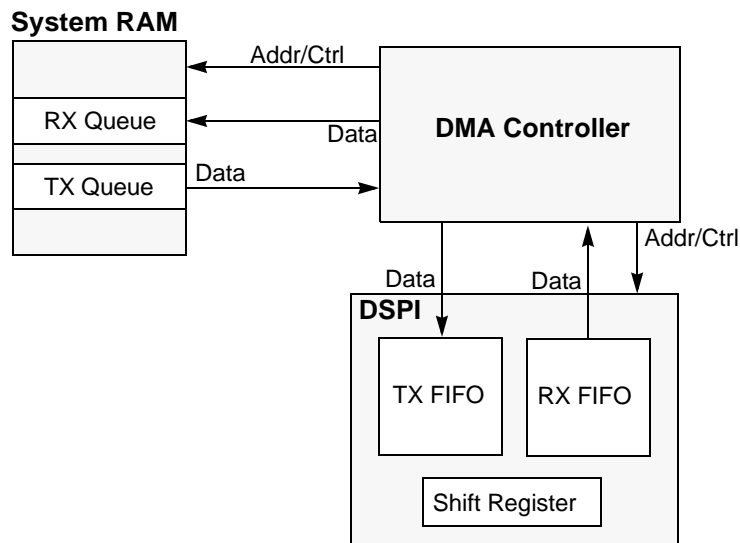 System RAM
Addr/Ctrl
RX Queue
Data
DMA Controller
TX Queue
Data
Addr/Ctrl
Data
Data
DSPI
TX FIFO
RX FIFO
Shift Register